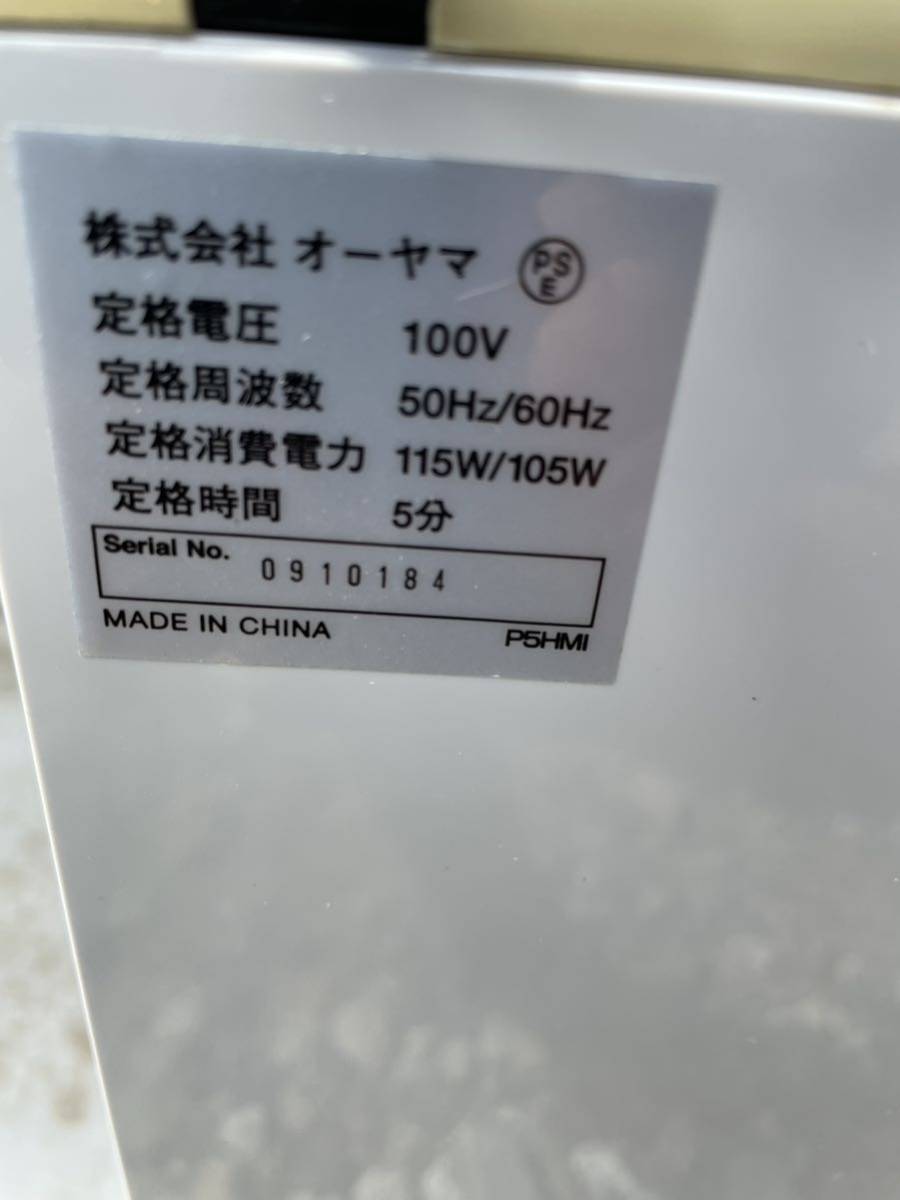 株式会社 オーヤマ PSE
定格電圧 100V
定格周波数 50Hz/60Hz
定格消費電力 115W/105W
定格時間 5分
Serial No. 0910184
MADE IN CHINA P5HMI